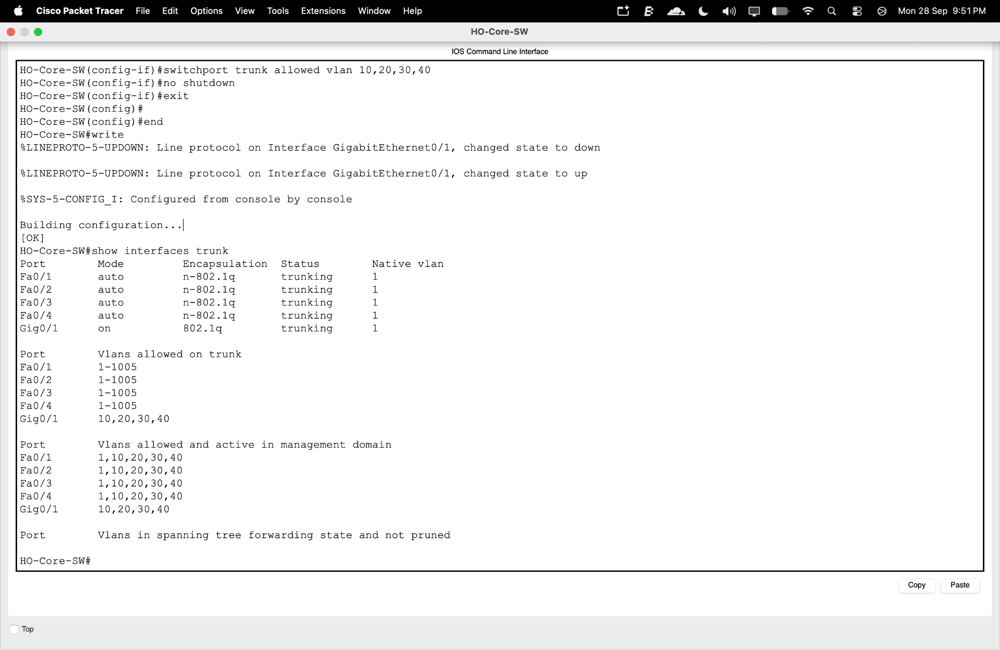 Cisco Packet Tracer File Edit Options View Tools Extensions Window Help Mon 28 Sep 9:51 PM
HO-Core-SW
IOS Command Line Interface
HO-Core-SW(config-if)#switchport trunk allowed vlan 10,20,30,40
HO-Core-SW(config-if)#no shutdown
HO-Core-SW(config-if)#exit
HO-Core-SW(config)#
HO-Core-SW(config)#end
HO-Core-SW#write
%LINEPROTO-5-UPDOWN: Line protocol on Interface GigabitEthernet0/1, changed state to down
%LINEPROTO-5-UPDOWN: Line protocol on Interface GigabitEthernet0/1, changed state to up
%SYS-5-CONFIG_I: Configured from console by console
Building configuration...
[OK]
HO-Core-SW#show interfaces trunk
Port Mode Encapsulation Status Native vlan
Fa0/1 auto n-802.1q trunking 1
Fa0/2 auto n-802.1q trunking 1
Fa0/3 auto n-802.1q trunking 1
Fa0/4 auto n-802.1q trunking 1
Gig0/1 on 802.1q trunking 1
Port Vlans allowed on trunk
Fa0/1 1-1005
Fa0/2 1-1005
Fa0/3 1-1005
Fa0/4 1-1005
Gig0/1 10,20,30,40
Port Vlans allowed and active in management domain
Fa0/1 1,10,20,30,40
Fa0/2 1,10,20,30,40
Fa0/3 1,10,20,30,40
Fa0/4 1,10,20,30,40
Gig0/1 10,20,30,40
Port Vlans in spanning tree forwarding state and not pruned
HO-Core-SW#
Copy Paste
Top